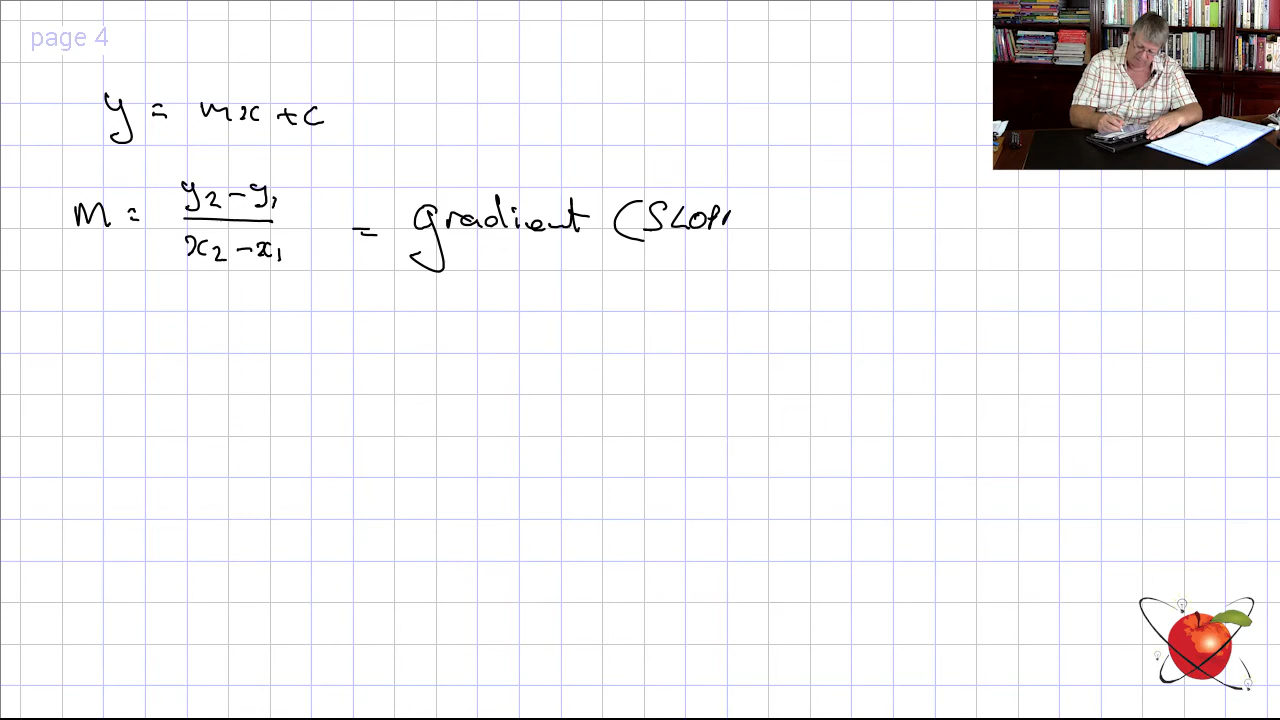 page 4
y = mx + c
m = y₂ - y₁ / x₂ - x₁ = gradient (SLOP